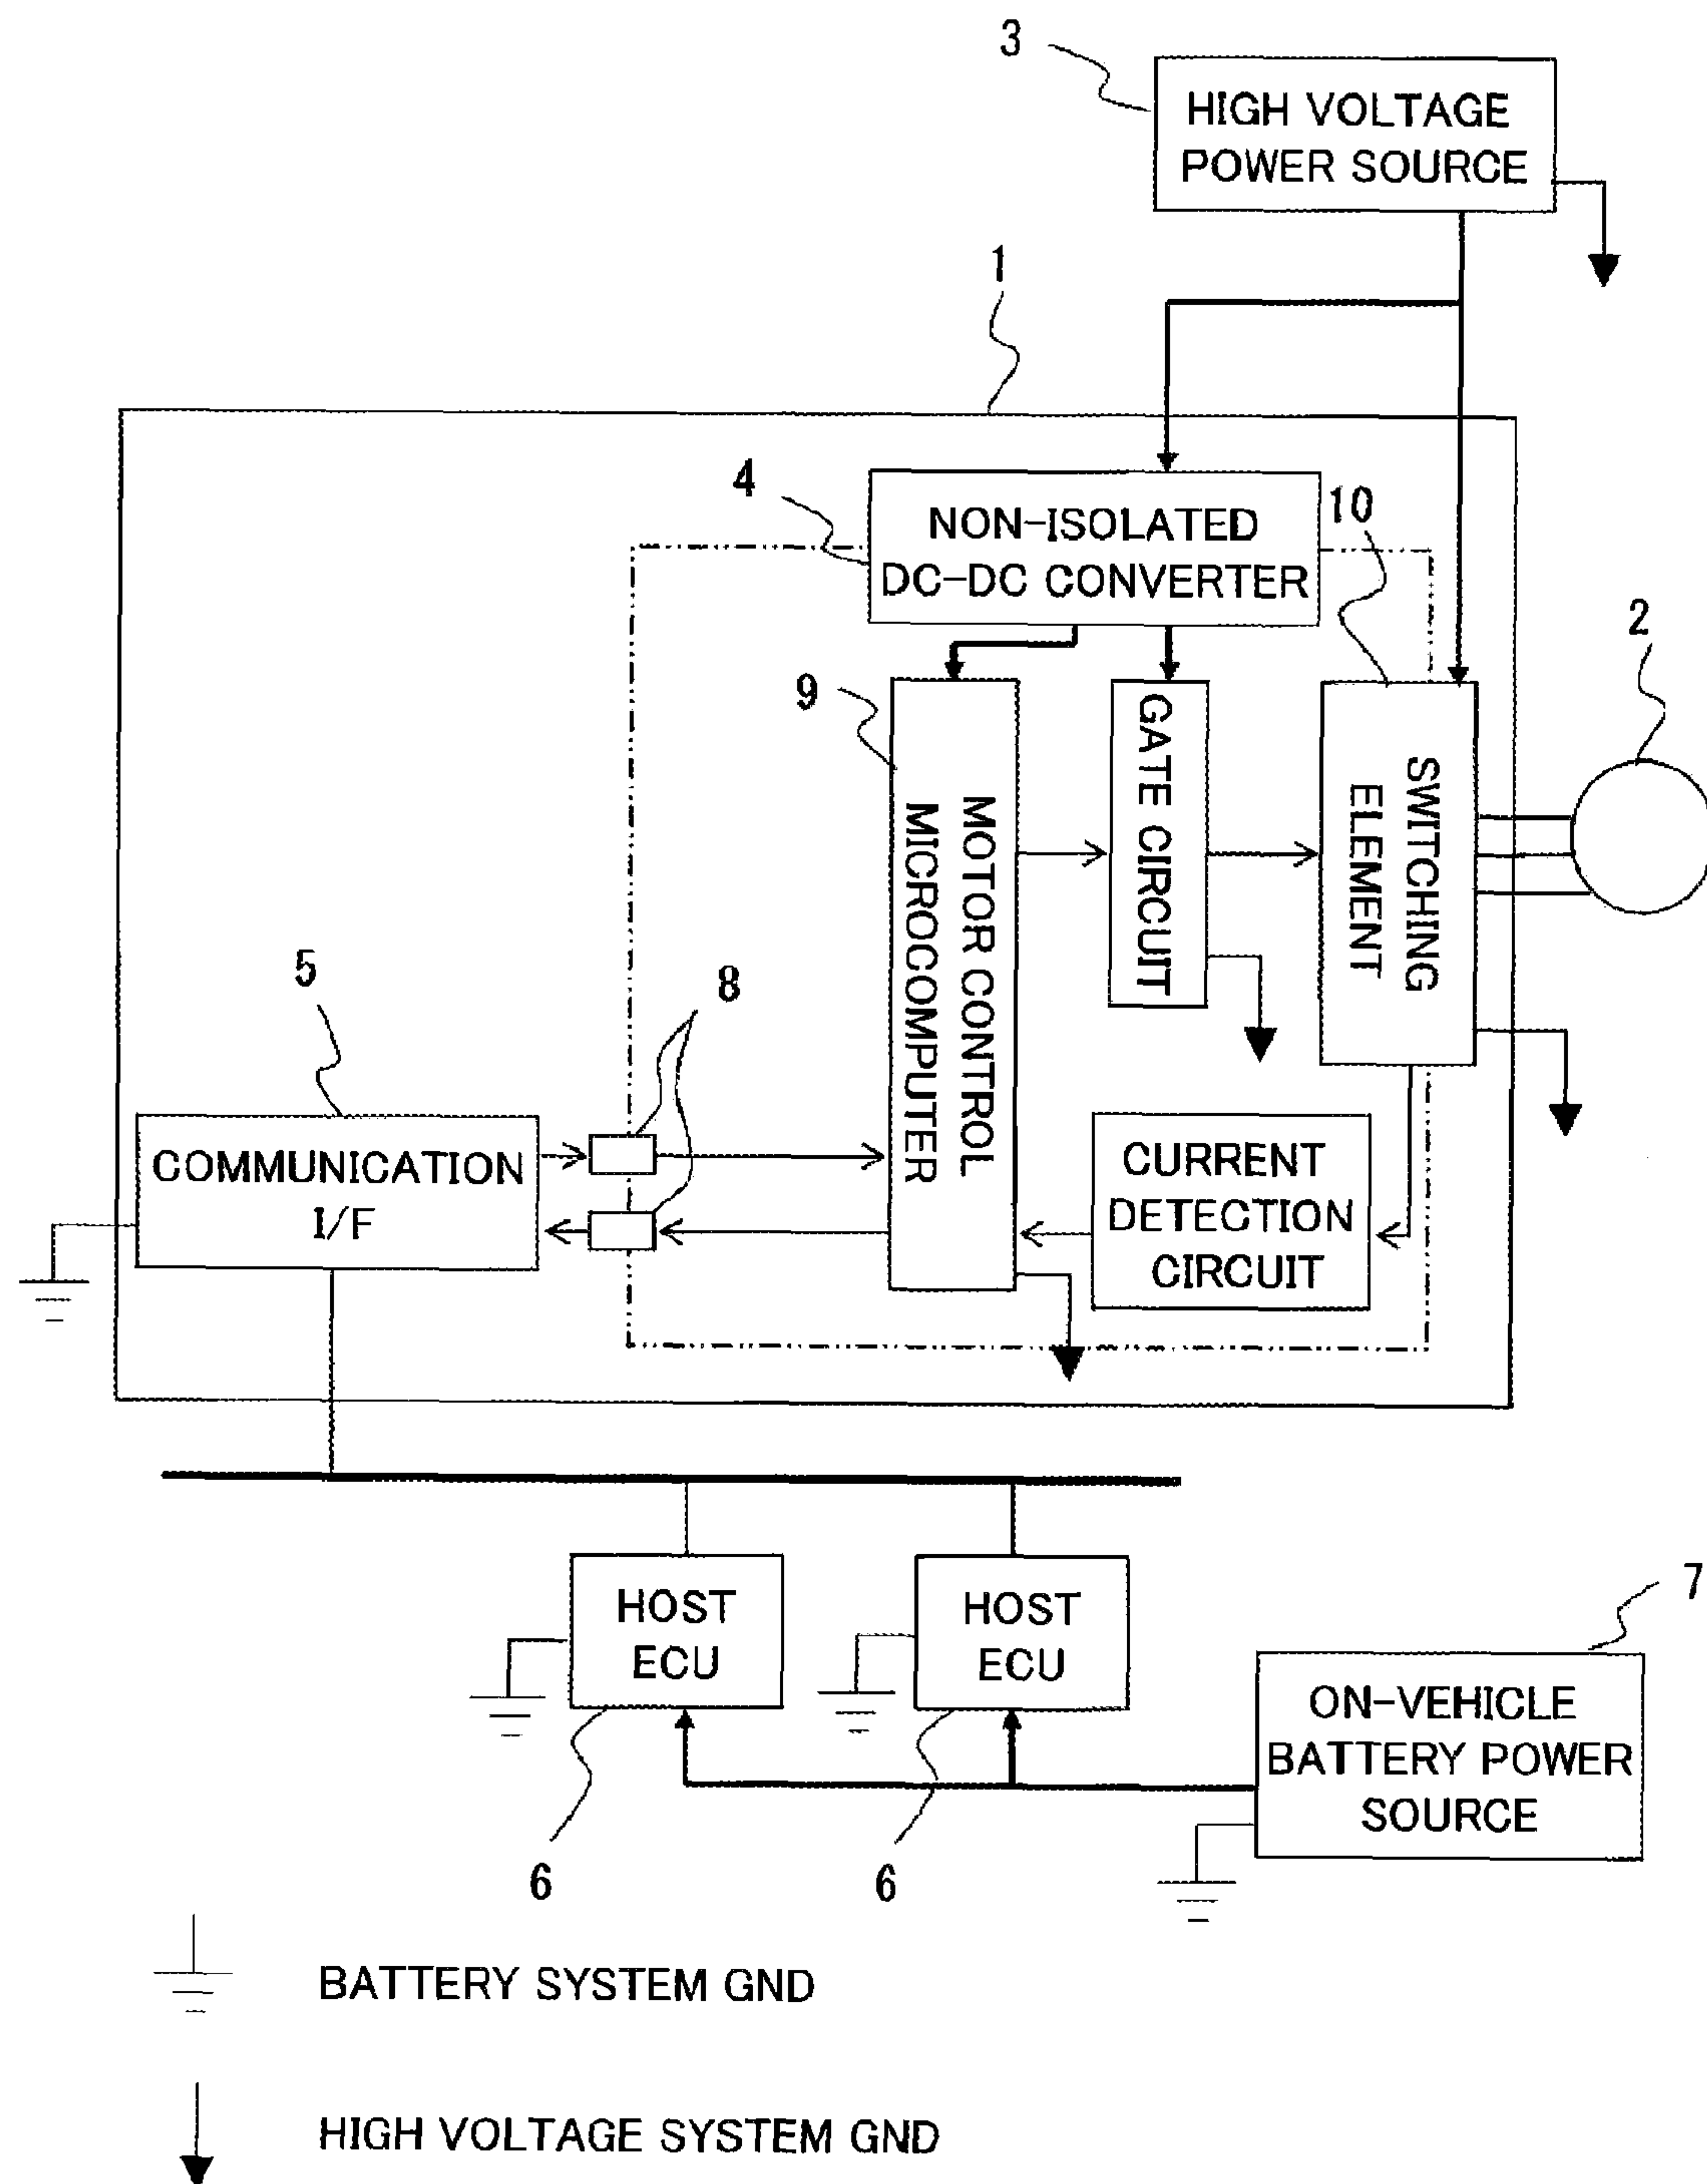 3
HIGH VOLTAGE
POWER SOURCE
1
4
NON-ISOLATED
DC-DC CONVERTER
10
2
9
MOTOR CONTROL
MICROCOMPUTER
GATE CIRCUIT
SWITCHING
ELEMENT
5
8
COMMUNICATION
I/F
CURRENT
DETECTION
CIRCUIT
HOST
ECU
HOST
ECU
7
ON-VEHICLE
BATTERY POWER
SOURCE
6
6
BATTERY SYSTEM GND
HIGH VOLTAGE SYSTEM GND